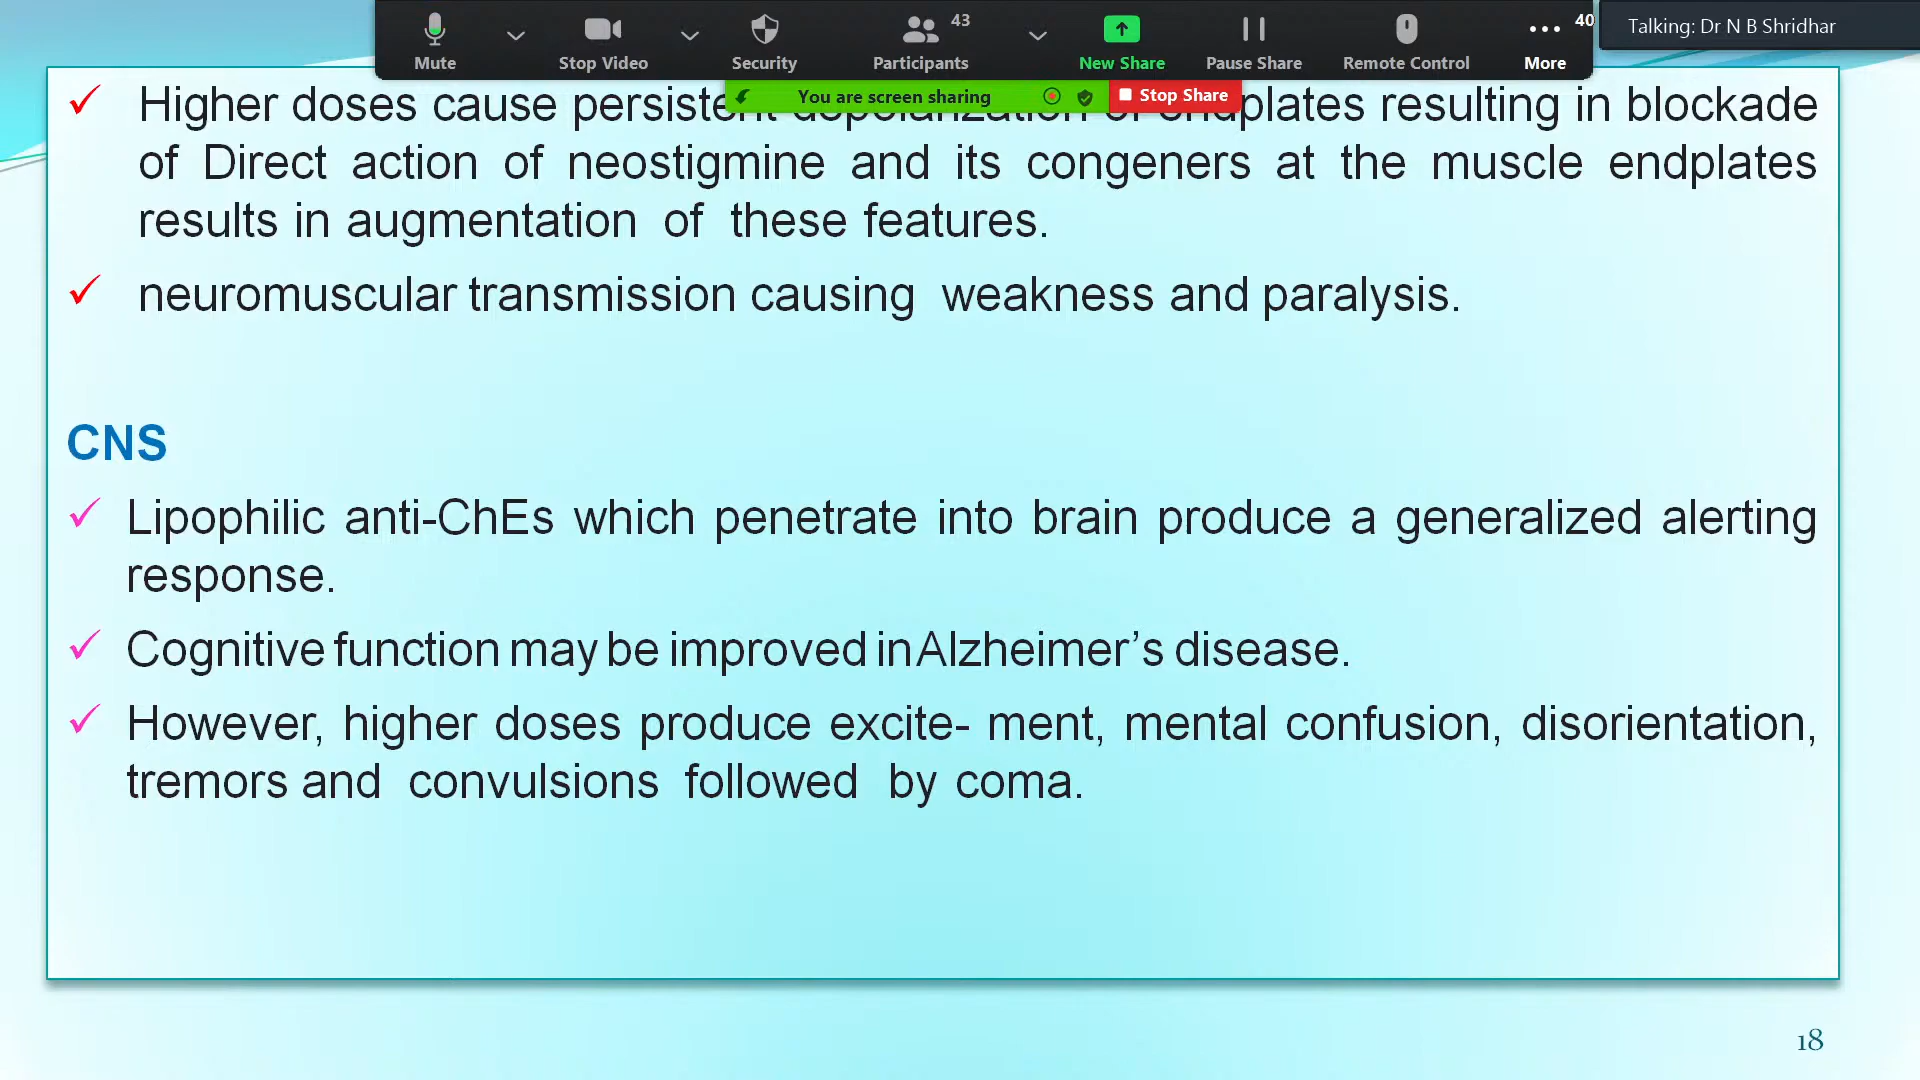 Mute
Stop Video
Security
Participants
43
New Share
Pause Share
Remote Control
More
40
Talking: Dr N B Shridhar
You are screen sharing
Stop Share
✓ Higher doses cause persistent depolarization of endplates resulting in blockade
of Direct action of neostigmine and its congeners at the muscle endplates
results in augmentation of these features.
✓ neuromuscular transmission causing weakness and paralysis.
CNS
✓ Lipophilic anti-ChEs which penetrate into brain produce a generalized alerting
response.
✓ Cognitive function may be improved in Alzheimer’s disease.
✓ However, higher doses produce excite- ment, mental confusion, disorientation,
tremors and convulsions followed by coma.
18